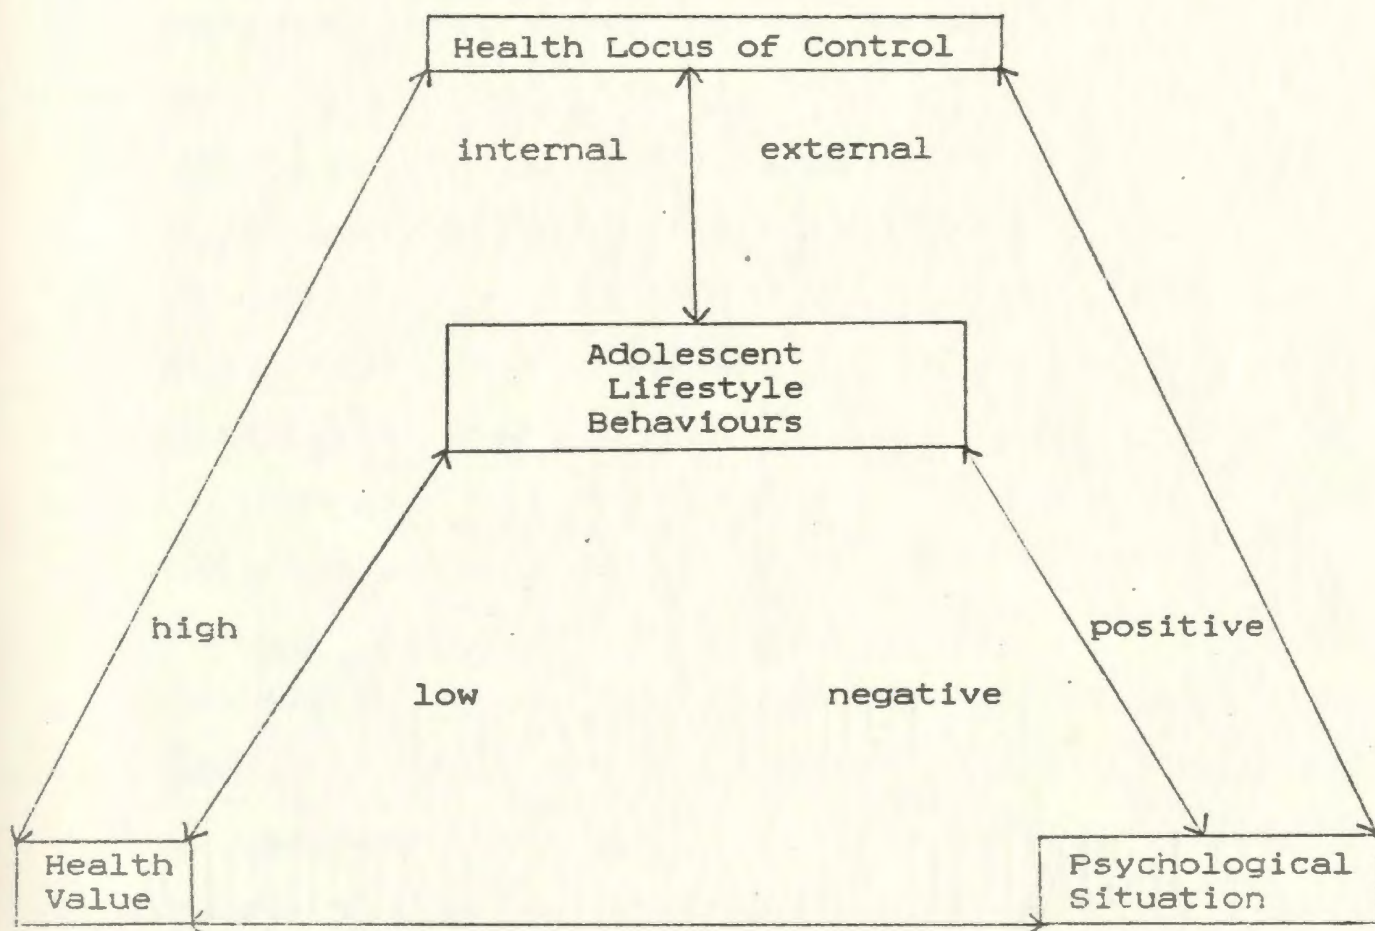 Health Locus of Control
internal external
Adolescent
Lifestyle
Behaviours
high positive
low negative
Health
Value
Psychological
Situation